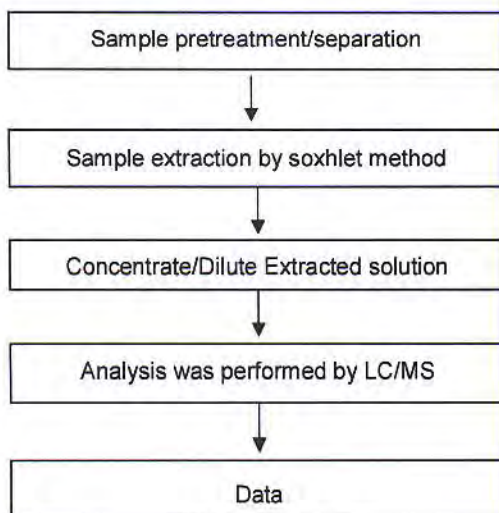 Sample pretreatment/separation
Sample extraction by soxhlet method
Concentrate/Dilute Extracted solution
Analysis was performed by LC/MS
Data